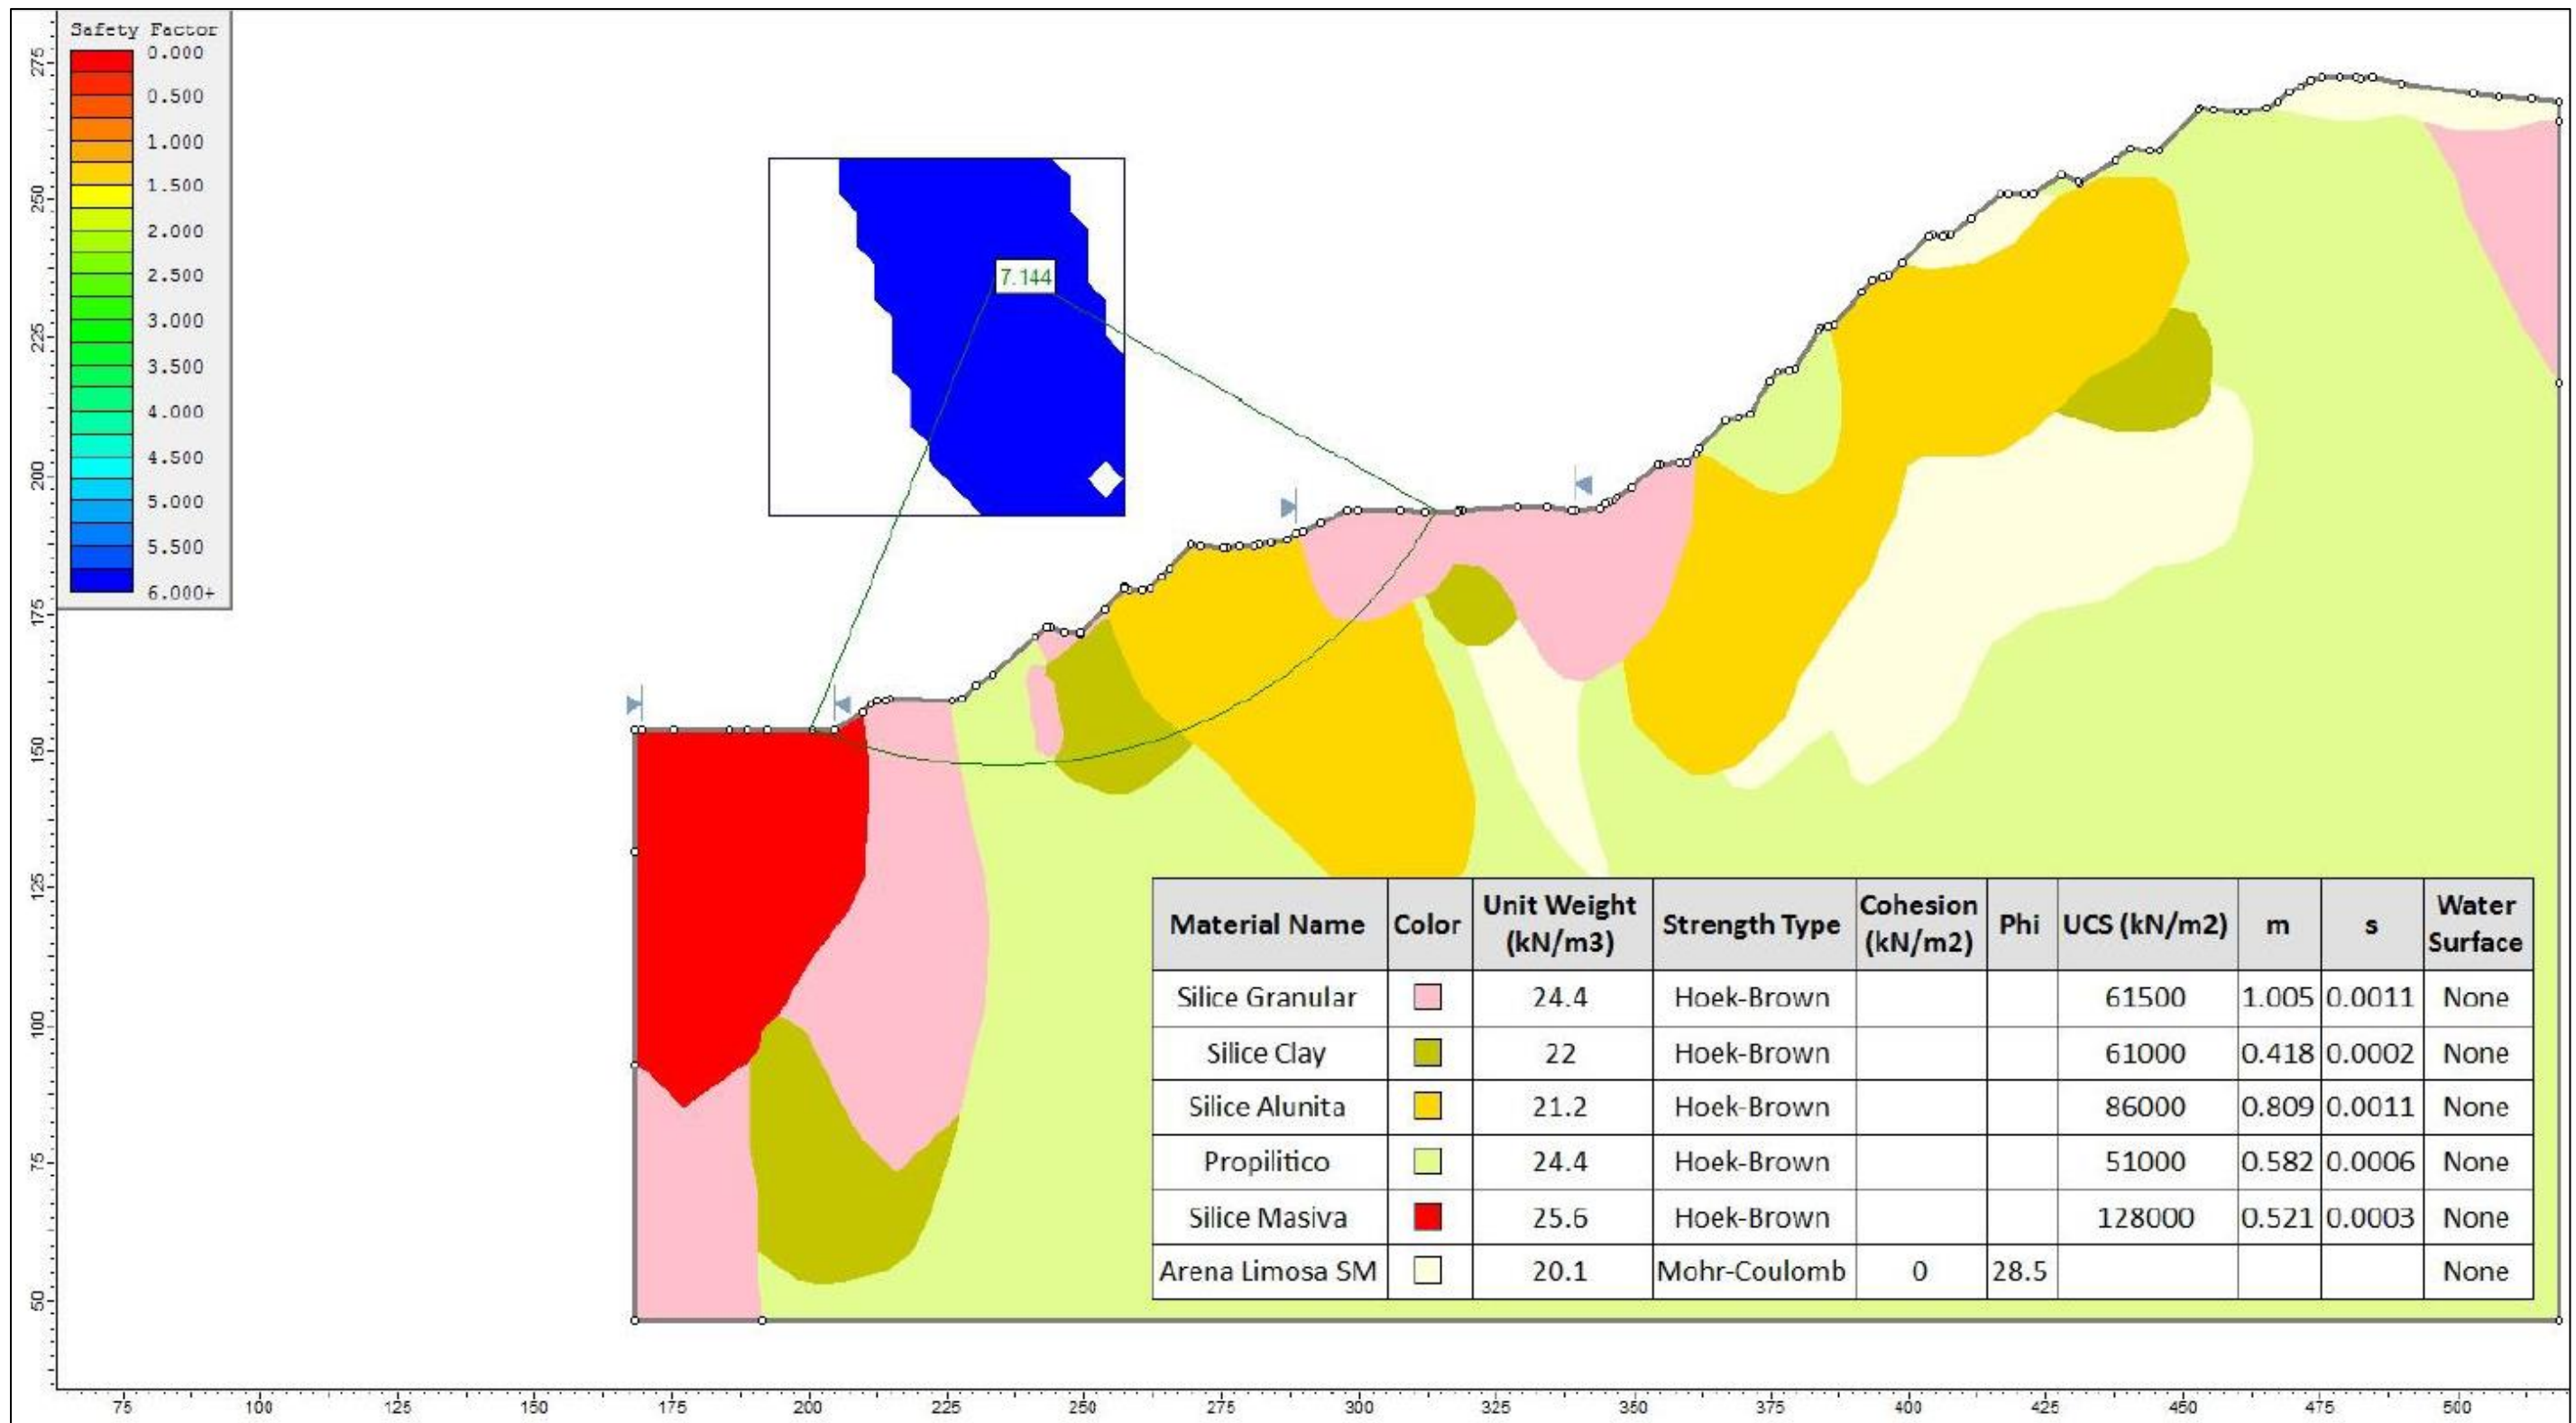 Safety Factor
0.000
0.500
1.000
1.500
2.000
2.500
3.000
3.500
4.000
4.500
5.000
5.500
6.000+
275
250
225
200
175
150
125
100
75
50
7.144
Material Name Color Unit Weight (kN/m3) Strength Type Cohesion (kN/m2) Phi UCS (kN/m2) m s Water Surface
Silice Granular 24.4 Hoek-Brown 61500 1.005 0.0011 None
Silice Clay 22 Hoek-Brown 61000 0.418 0.0002 None
Silice Alunita 21.2 Hoek-Brown 86000 0.809 0.0011 None
Propilitico 24.4 Hoek-Brown 51000 0.582 0.0006 None
Silice Masiva 25.6 Hoek-Brown 128000 0.521 0.0003 None
Arena Limosa SM 20.1 Mohr-Coulomb 0 28.5 None
75 100 125 150 175 200 225 250 275 300 325 350 375 400 425 450 475 500